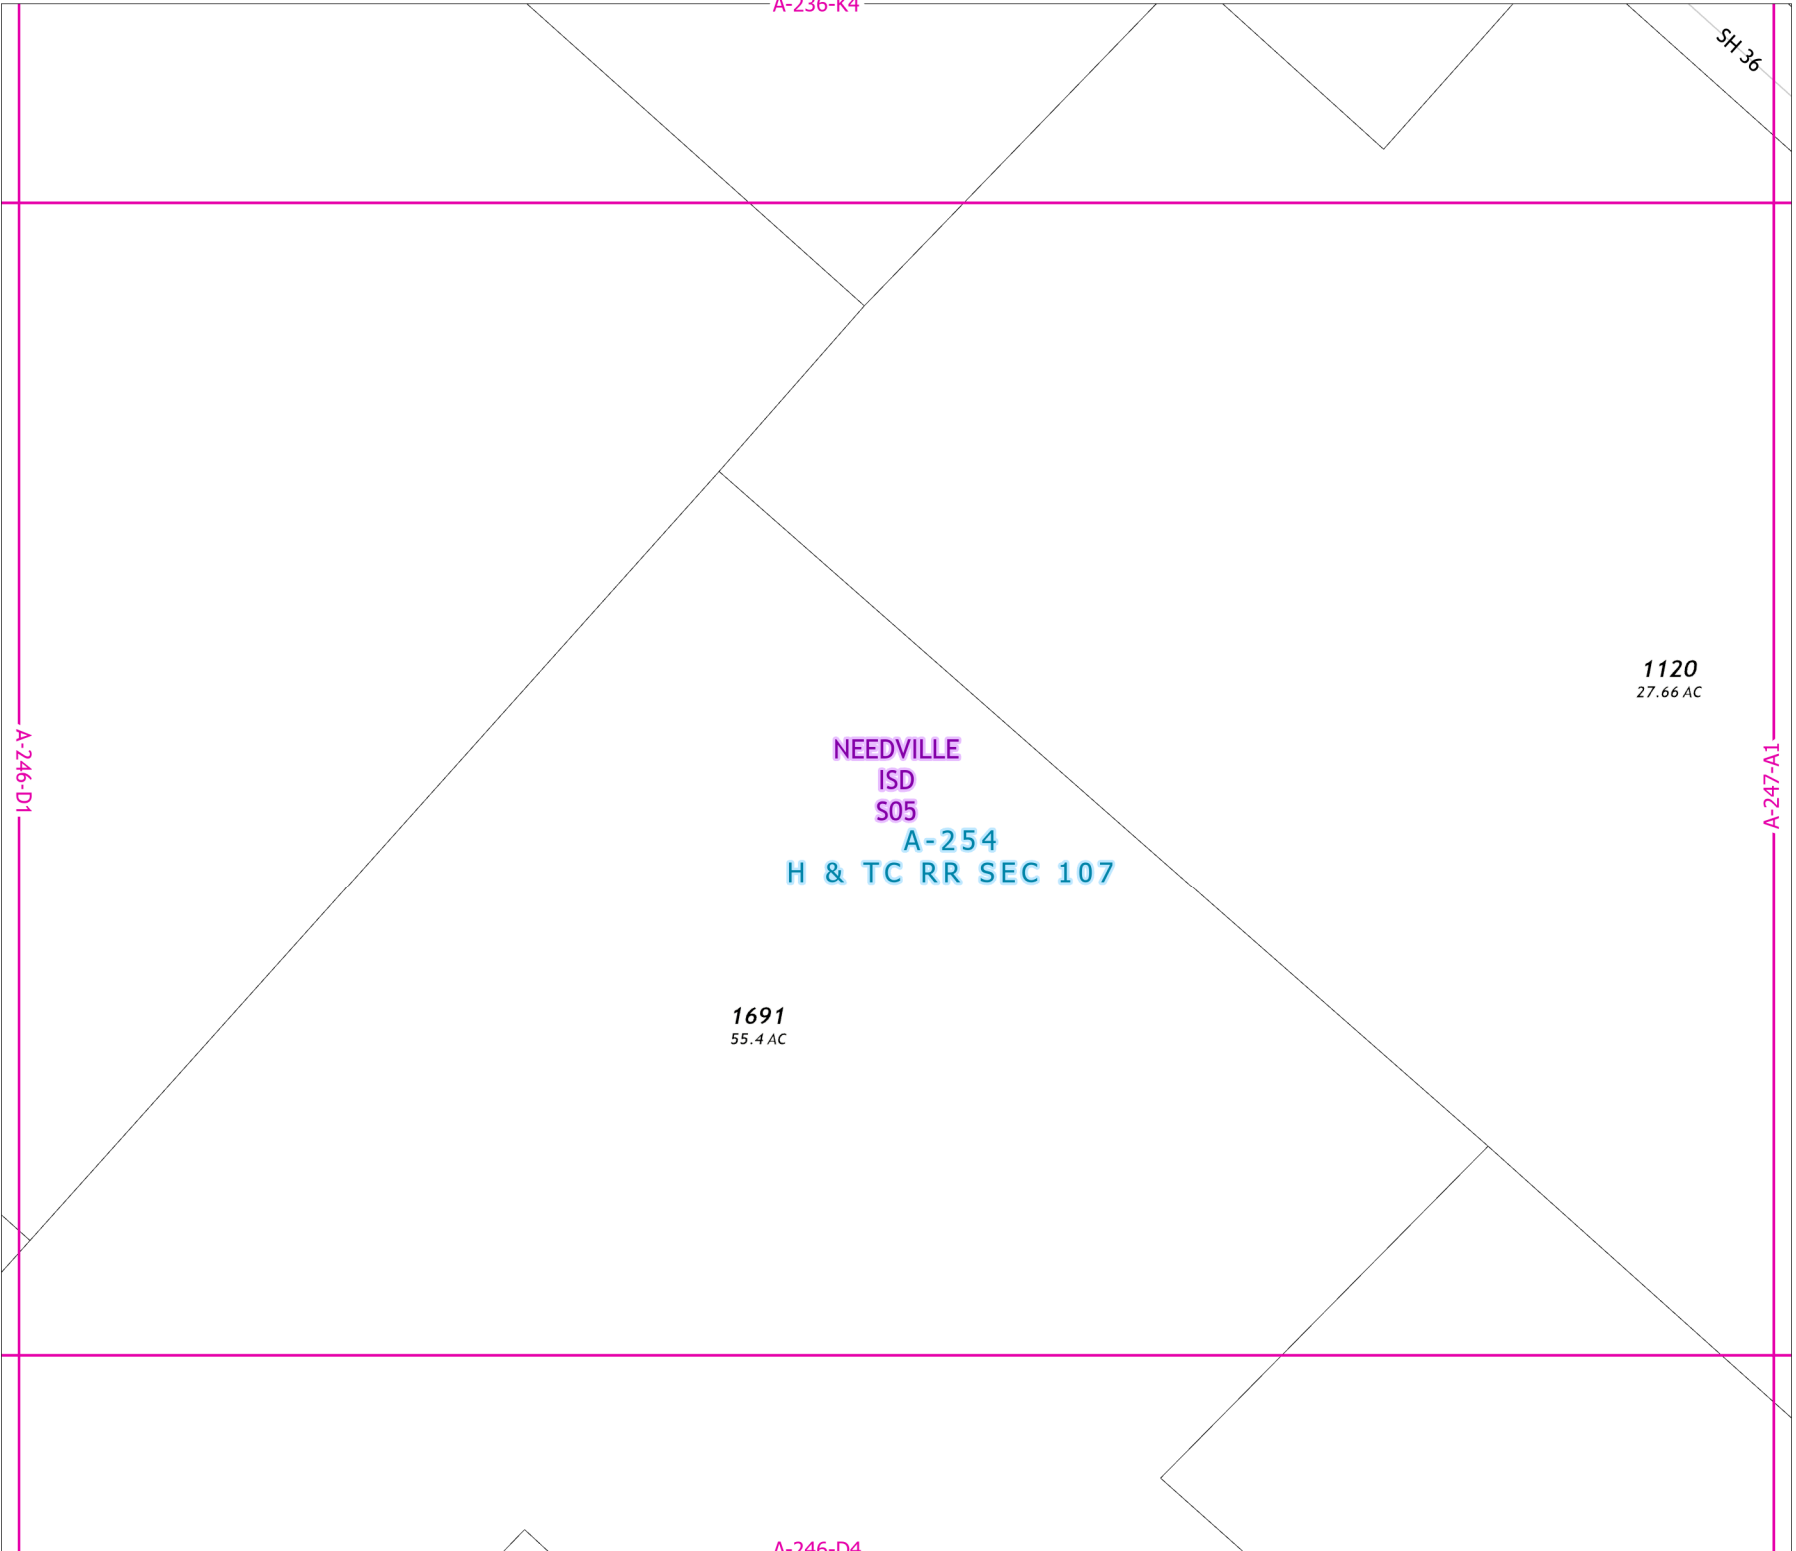 A-236-K4
SH 36
1120
27.66 AC
A-246-D1
NEEDVILLE
ISD
S05
A-247-A1
A-254
H & TC RR SEC 107
1691
55.4 AC
A-246-D4